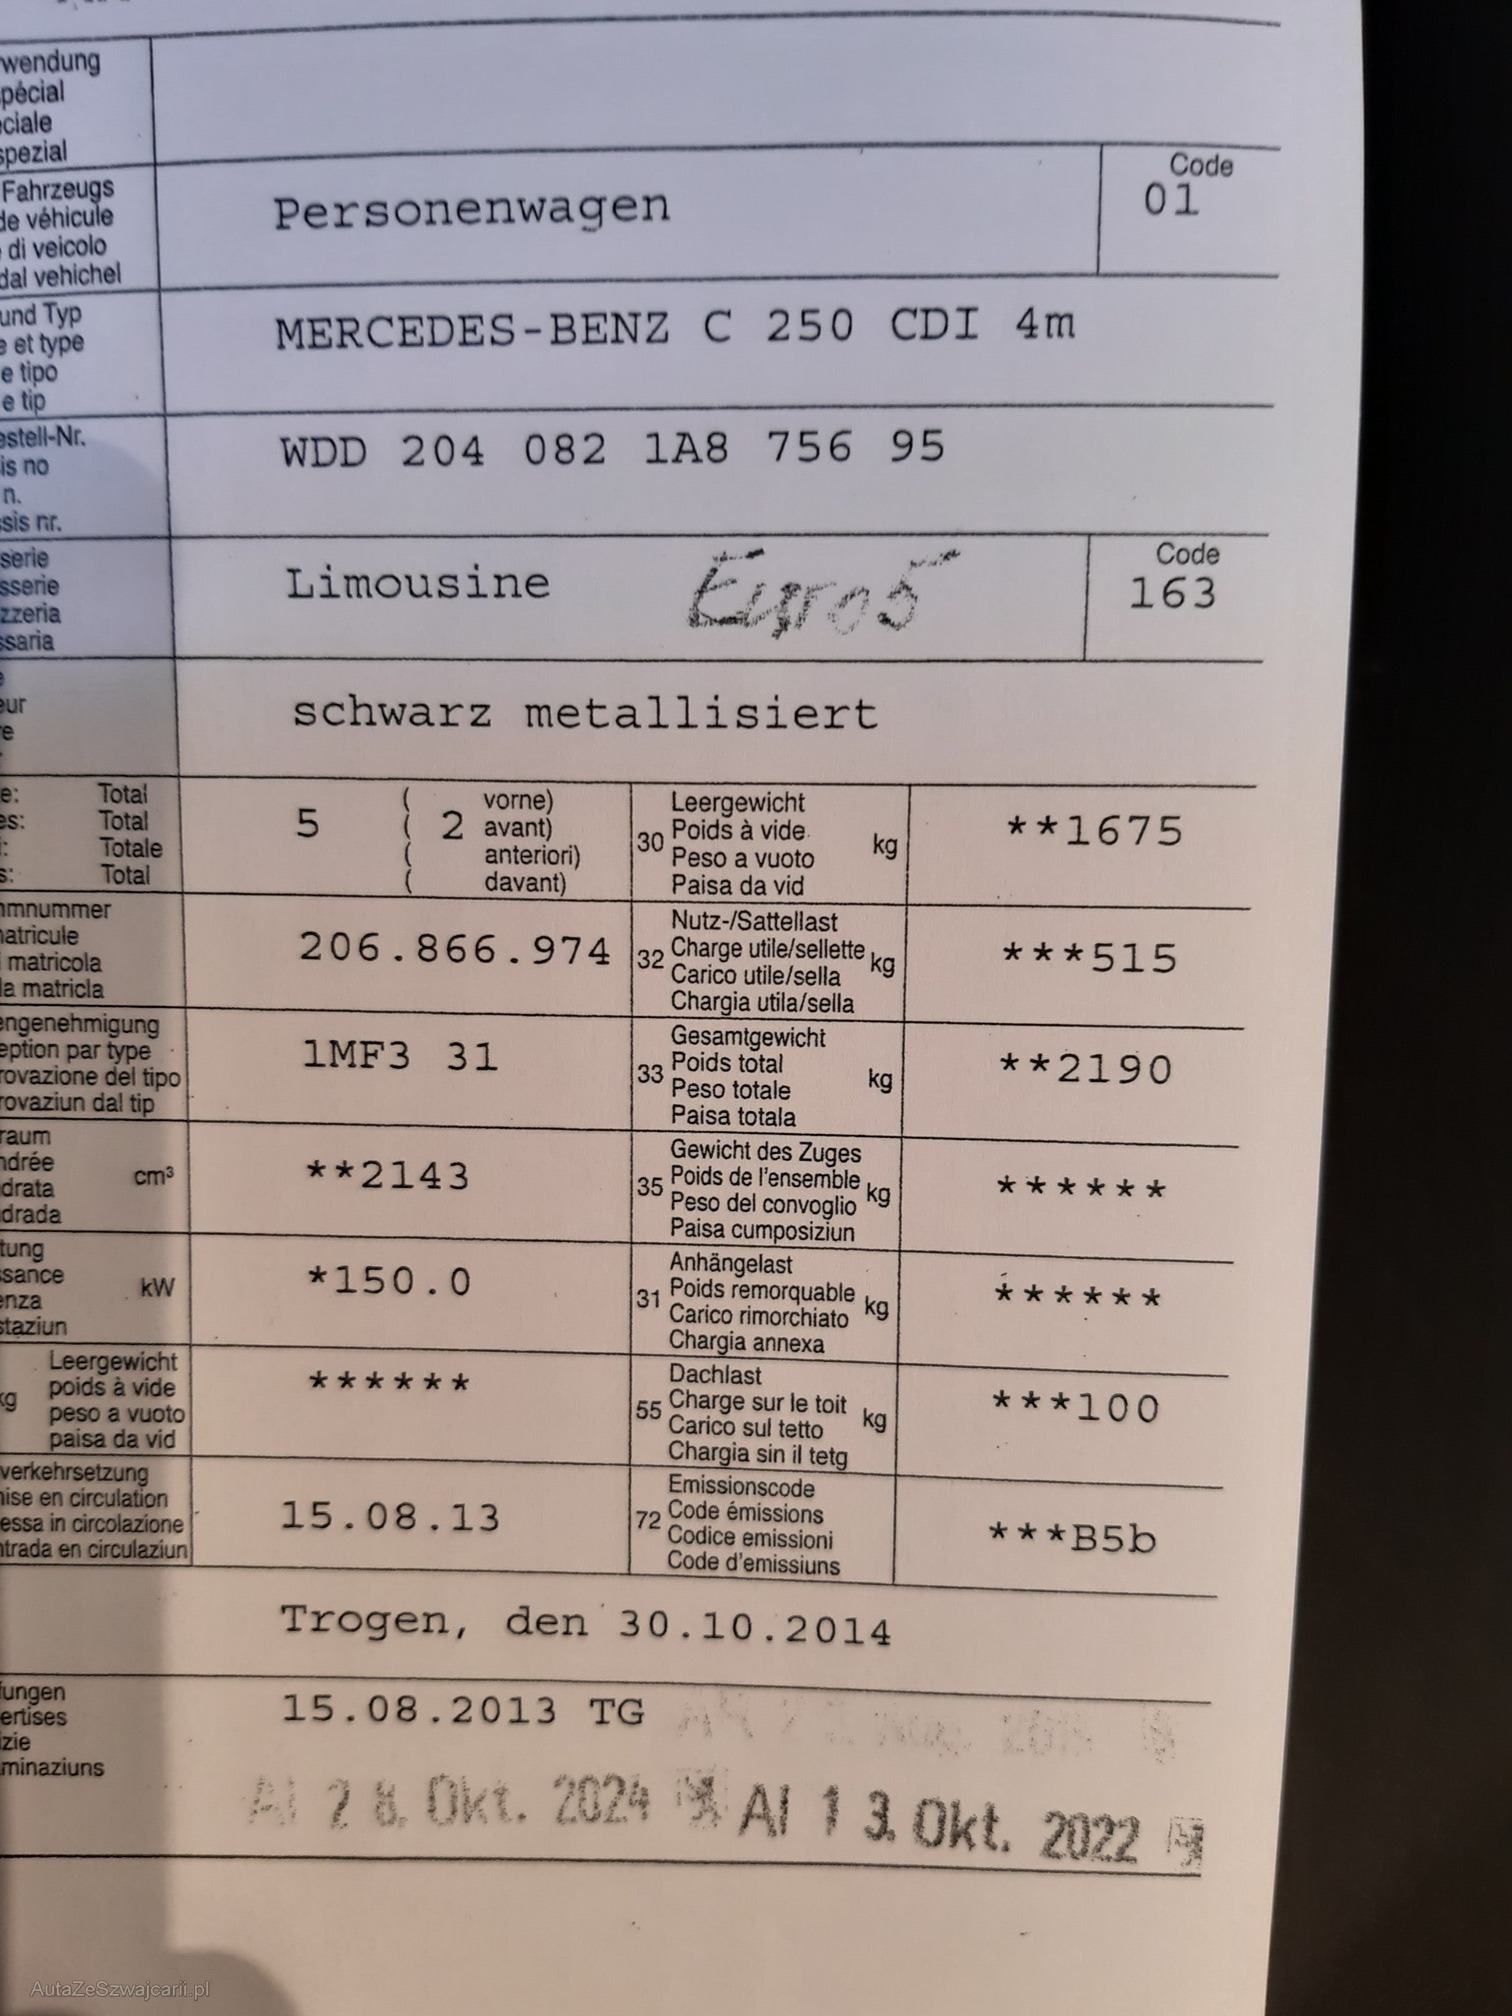 wendung
pécial
ciale
spezial
Fahrzeugs
de véhicule
di veicolo
dal vehichel
Personenwagen
Code
01
und Typ
e et type
e tipo
e tip
MERCEDES-BENZ C 250 CDI 4m
estell-Nr.
is no
n.
sis nr.
WDD 204 082 1A8 756 95
serie
sserie
zzeria
ssaria
Limousine
Euro5
Code
163
e
eur
re
schwarz metallisiert
e: Total
es: Total
i: Totale
s: Total
5 ( 2 vorne)
( avant)
( anteriori)
( davant)
30 Leergewicht
Poids à vide
Peso a vuoto
Paisa da vid
kg
**1675
mnummer
atricule
matricola
la matricla
206.866.974
32 Nutz-/Sattellast
Charge utile/sellette
Carico utile/sella
Chargia utila/sella
kg
***515
engenehmigung
eption par type
rovazione del tipo
rovaziun dal tip
1MF3 31
33 Gesamtgewicht
Poids total
Peso totale
Paisa totala
kg
**2190
raum
ndrée
drata
drada
cm³
**2143
35 Gewicht des Zuges
Poids de l'ensemble
Peso del convoglio
Paisa cumposiziun
kg
******
tung
ssance
enza
staziun
kW
*150.0
31 Anhängelast
Poids remorquable
Carico rimorchiato
Chargia annexa
kg
******
kg
Leergewicht
poids à vide
peso a vuoto
paisa da vid
******
55 Dachlast
Charge sur le toit
Carico sul tetto
Chargia sin il tetg
kg
***100
verkehrsetzung
ise en circulation
essa in circolazione
ntrada en circulaziun
15.08.13
72 Emissionscode
Code émissions
Codice emissioni
Code d'emissiuns
***B5b
Trogen, den 30.10.2014
fungen
ertises
zie
minaziuns
15.08.2013 TG
AI 28. Okt. 2024
AI 13. Okt. 2022
AutaZeSzwajcarii.pl